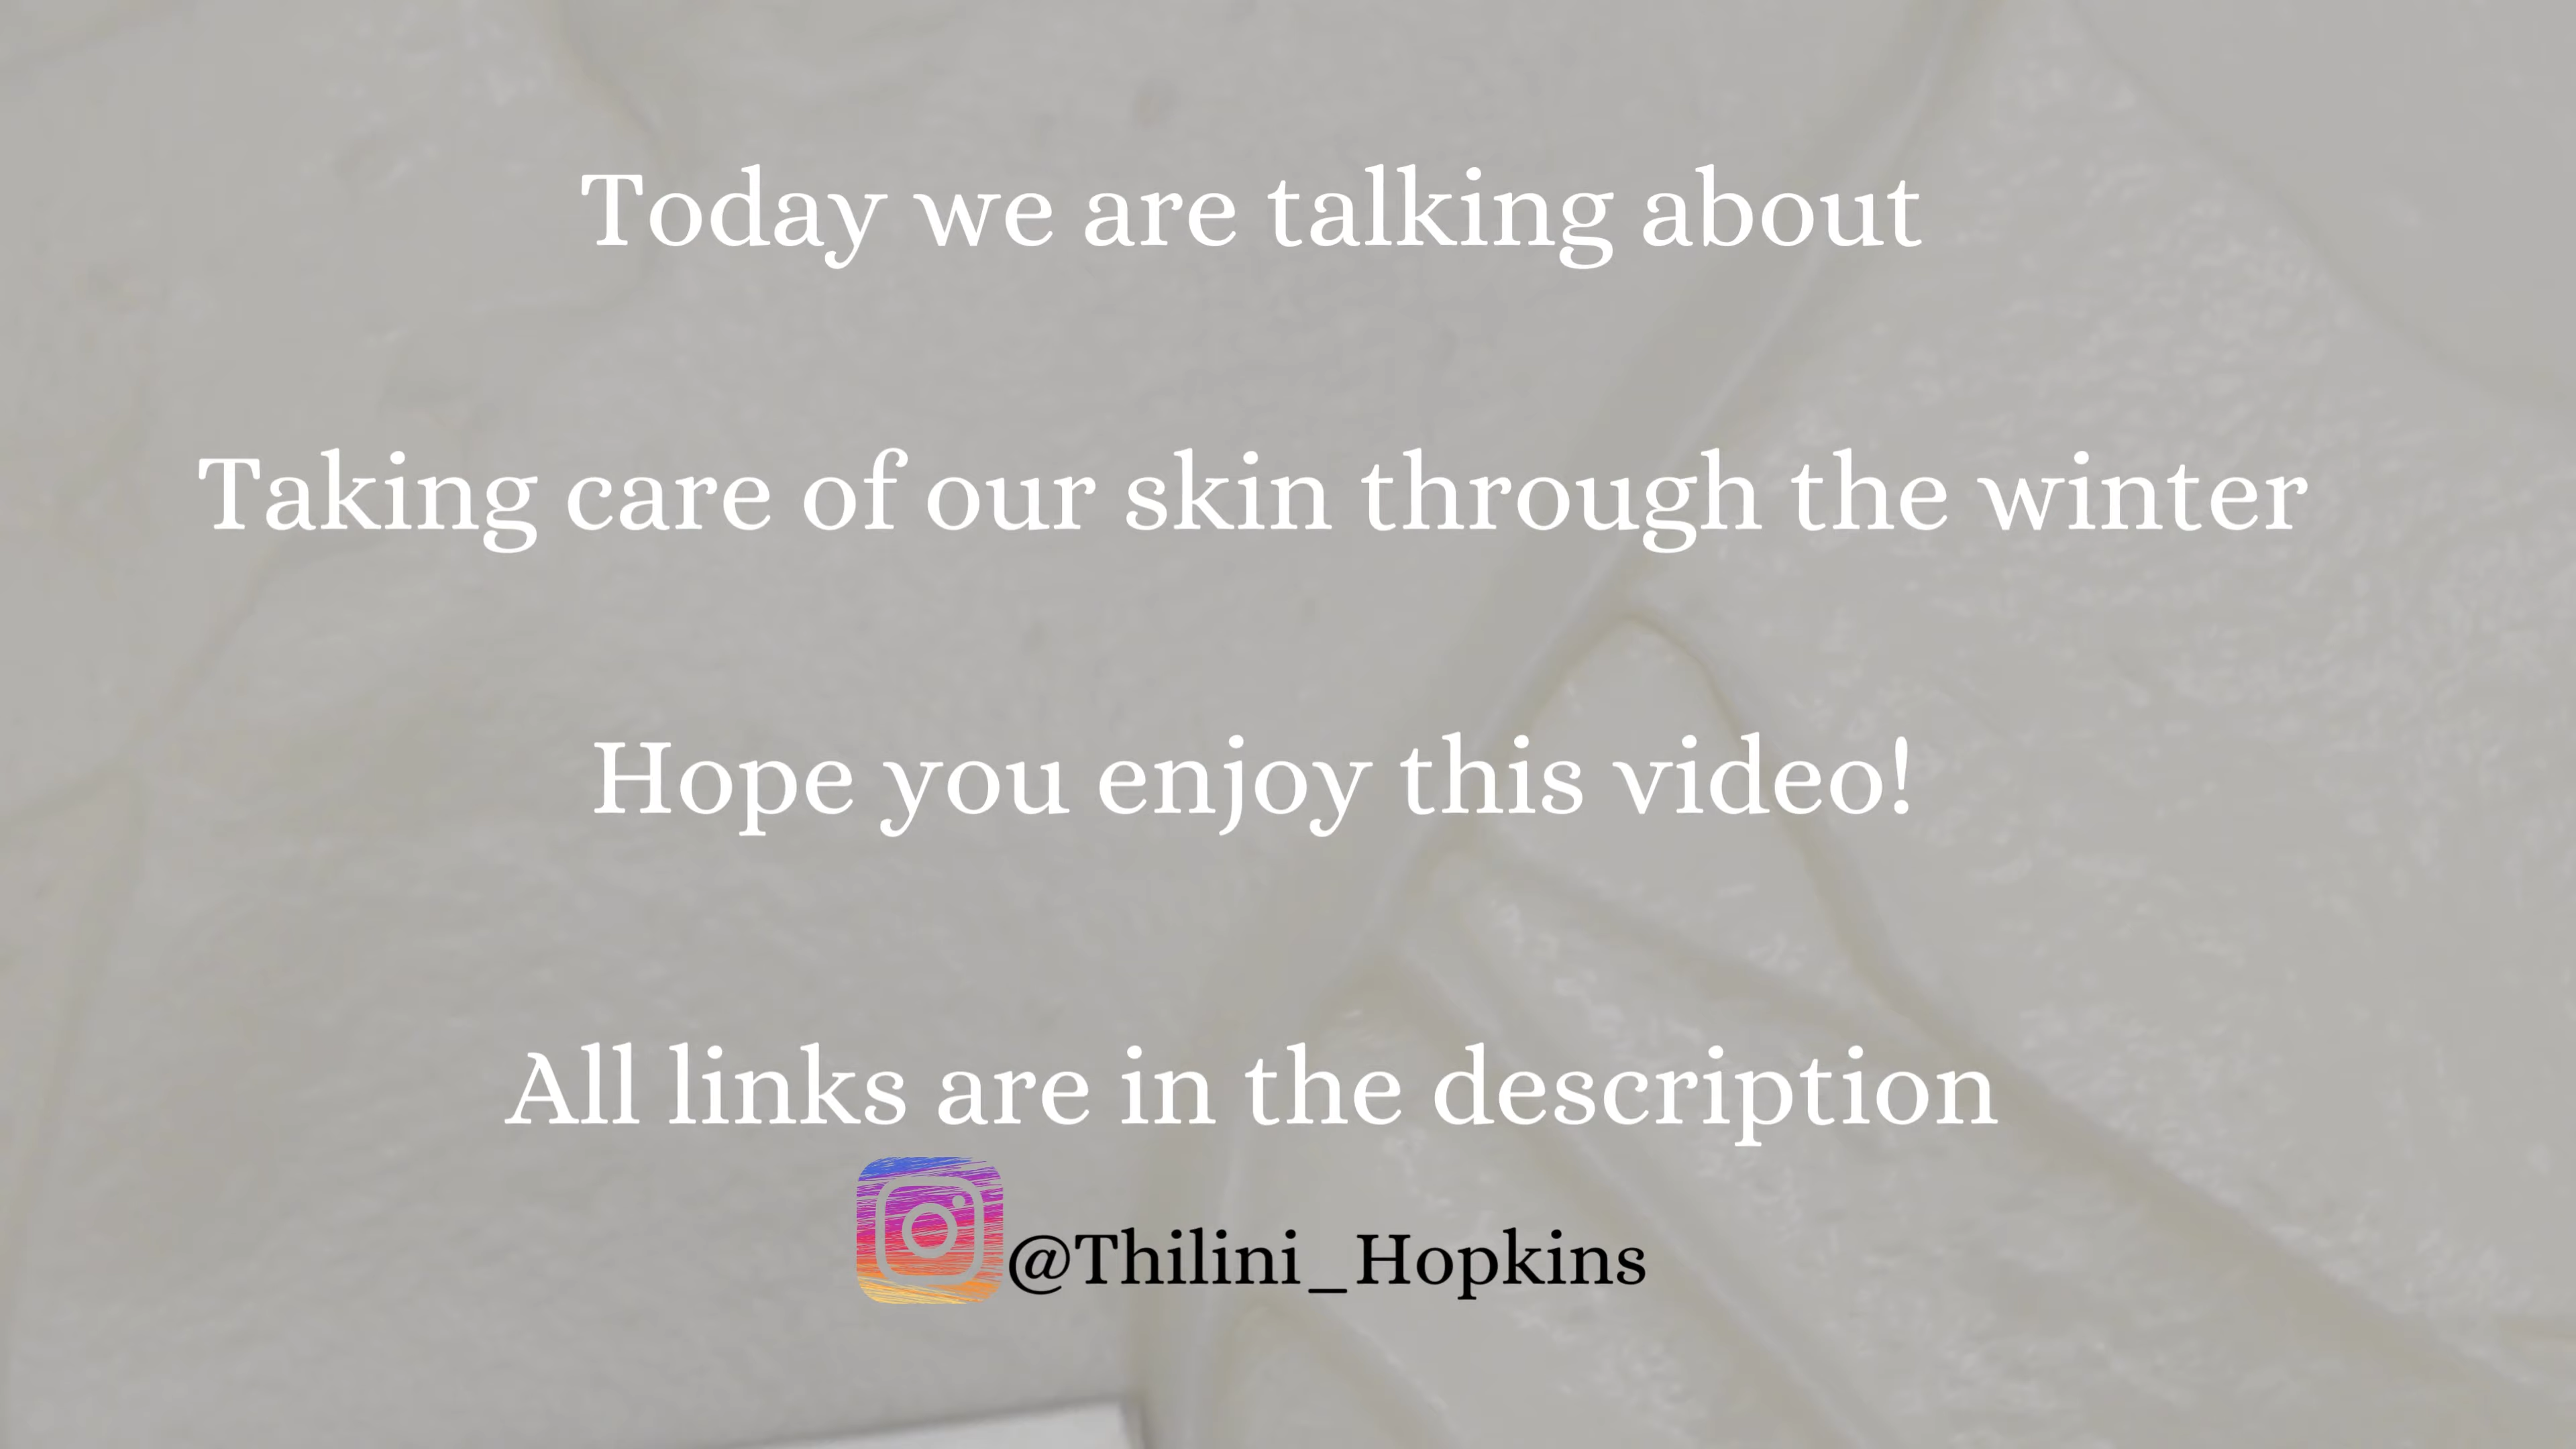 Today we are talking about
Taking care of our skin through the winter
Hope you enjoy this video!
All links are in the description
@Thilini_Hopkins